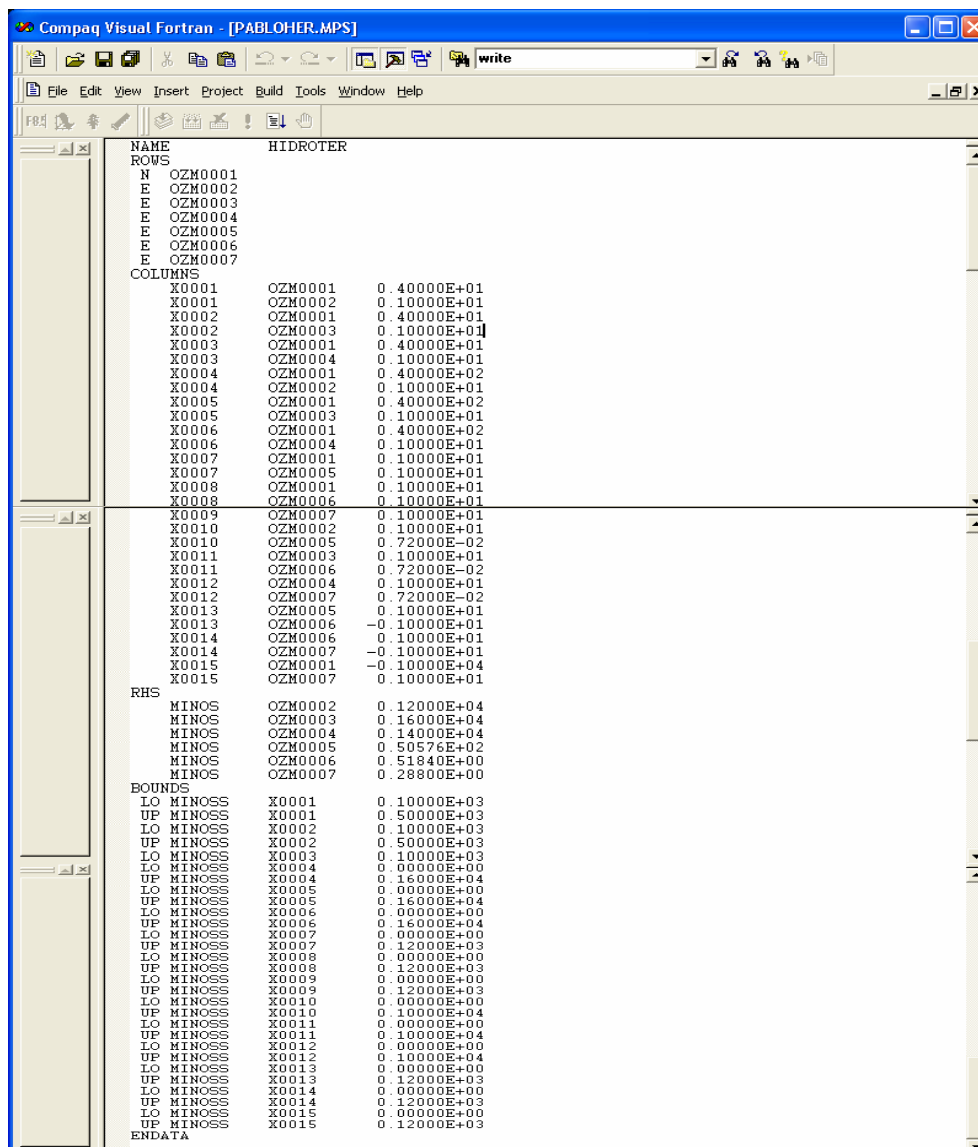 Compaq Visual Fortran - [PABLOHER.MPS]
write
File Edit View Insert Project Build Tools Window Help
NAME HIDROTER
ROWS
N OZM0001
E OZM0002
E OZM0003
E OZM0004
E OZM0005
E OZM0006
E OZM0007
COLUMNS
X0001 OZM0001 0.40000E+01
X0001 OZM0002 0.10000E+01
X0002 OZM0001 0.40000E+01
X0002 OZM0003 0.10000E+01
X0003 OZM0001 0.40000E+01
X0003 OZM0004 0.10000E+01
X0004 OZM0001 0.40000E+02
X0004 OZM0002 0.10000E+01
X0005 OZM0001 0.40000E+02
X0005 OZM0003 0.10000E+01
X0006 OZM0001 0.40000E+02
X0006 OZM0004 0.10000E+01
X0007 OZM0001 0.10000E+01
X0007 OZM0005 0.10000E+01
X0008 OZM0001 0.10000E+01
X0008 OZM0006 0.10000E+01
X0009 OZM0007 0.10000E+01
X0010 OZM0002 0.10000E+01
X0010 OZM0005 0.72000E-02
X0011 OZM0003 0.10000E+01
X0011 OZM0006 0.72000E-02
X0012 OZM0004 0.10000E+01
X0012 OZM0007 0.72000E-02
X0013 OZM0005 0.10000E+01
X0013 OZM0006 -0.10000E+01
X0014 OZM0006 0.10000E+01
X0014 OZM0007 -0.10000E+01
X0015 OZM0001 -0.10000E+04
X0015 OZM0007 0.10000E+01
RHS
MINOS OZM0002 0.12000E+04
MINOS OZM0003 0.16000E+04
MINOS OZM0004 0.14000E+04
MINOS OZM0005 0.50576E+02
MINOS OZM0006 0.51840E+00
MINOS OZM0007 0.28800E+00
BOUNDS
LO MINOSS X0001 0.10000E+03
UP MINOSS X0001 0.50000E+03
LO MINOSS X0002 0.10000E+03
UP MINOSS X0002 0.50000E+03
LO MINOSS X0003 0.10000E+03
LO MINOSS X0004 0.00000E+00
UP MINOSS X0004 0.16000E+04
LO MINOSS X0005 0.00000E+00
UP MINOSS X0005 0.16000E+04
LO MINOSS X0006 0.00000E+00
UP MINOSS X0006 0.16000E+04
LO MINOSS X0007 0.00000E+00
UP MINOSS X0007 0.12000E+03
LO MINOSS X0008 0.00000E+00
UP MINOSS X0008 0.12000E+03
LO MINOSS X0009 0.00000E+00
UP MINOSS X0009 0.12000E+03
LO MINOSS X0010 0.00000E+00
UP MINOSS X0010 0.10000E+04
LO MINOSS X0011 0.00000E+00
UP MINOSS X0011 0.10000E+04
LO MINOSS X0012 0.00000E+00
UP MINOSS X0012 0.10000E+04
LO MINOSS X0013 0.00000E+00
UP MINOSS X0013 0.12000E+03
LO MINOSS X0014 0.00000E+00
UP MINOSS X0014 0.12000E+03
LO MINOSS X0015 0.00000E+00
UP MINOSS X0015 0.12000E+03
ENDATA